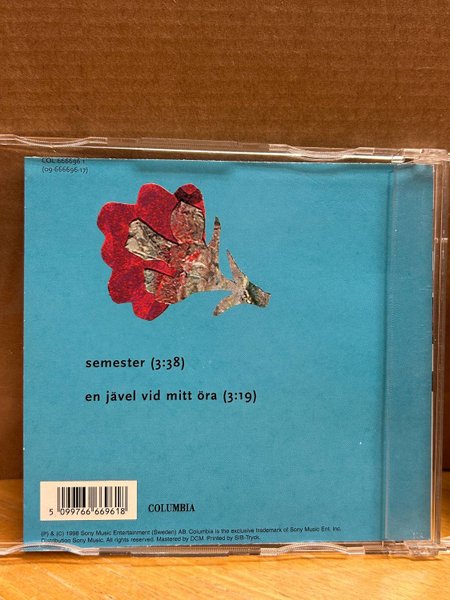 COL 666696 1
(09-666696-17)
semester (3:38)
en jävel vid mitt öra (3:19)
5 099766 669618
COLUMBIA
(P) & (C) 1998 Sony Music Entertainment (Sweden) AB. Columbia is the exclusive trademark of Sony Music Ent. Inc.
Distribution Sony Music. All rights reserved. Mastered by DCM. Printed by SIB-Tryck.